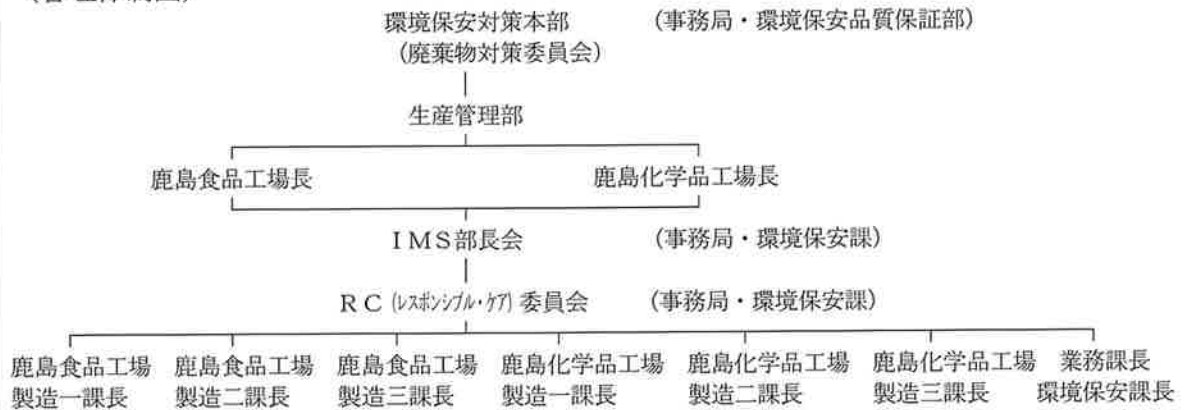 環境保安対策本部 (事務局・環境保安品質保証部)
(廃棄物対策委員会)
生産管理部
鹿島食品工場長 鹿島化学品工場長
IMS部長会 (事務局・環境保安課)
RC(レスポンシブル・ケア)委員会 (事務局・環境保安課)
鹿島食品工場 鹿島食品工場 鹿島食品工場 鹿島化学品工場 鹿島化学品工場 鹿島化学品工場 業務課長
製造一課長 製造二課長 製造三課長 製造一課長 製造二課長 製造三課長 環境保安課長